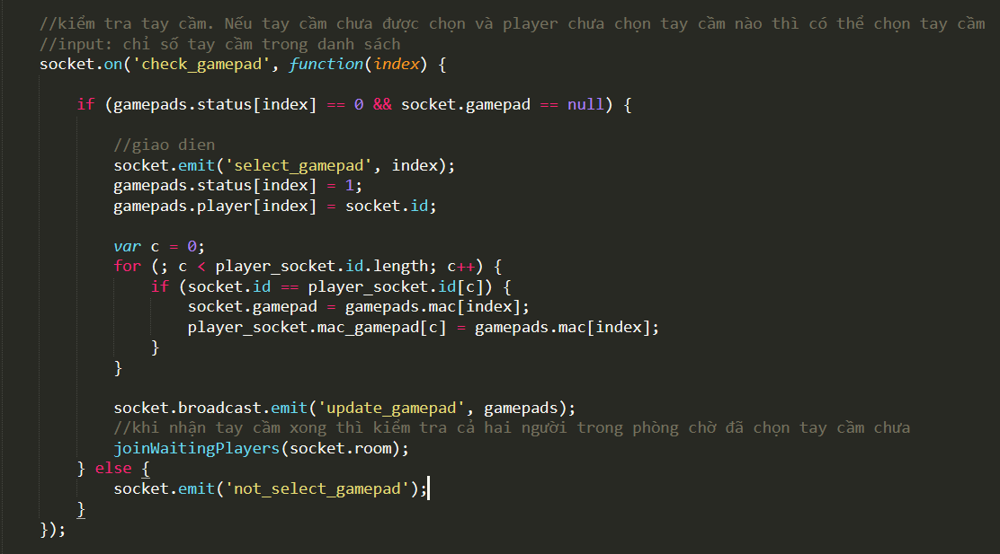 //kiểm tra tay cầm. Nếu tay cầm chưa được chọn và player chưa chọn tay cầm nào thì có thể chọn tay cầm
//input: chỉ số tay cầm trong danh sách
socket.on('check_gamepad', function(index) {
if (gamepads.status[index] == 0 && socket.gamepad == null) {
//giao dien
socket.emit('select_gamepad', index);
gamepads.status[index] = 1;
gamepads.player[index] = socket.id;
var c = 0;
for (; c < player_socket.id.length; c++) {
if (socket.id == player_socket.id[c]) {
socket.gamepad = gamepads.mac[index];
player_socket.mac_gamepad[c] = gamepads.mac[index];
}
}
socket.broadcast.emit('update_gamepad', gamepads);
//khi nhận tay cầm xong thì kiểm tra cả hai người trong phòng chờ đã chọn tay cầm chưa
joinWaitingPlayers(socket.room);
} else {
socket.emit('not_select_gamepad');
}
});